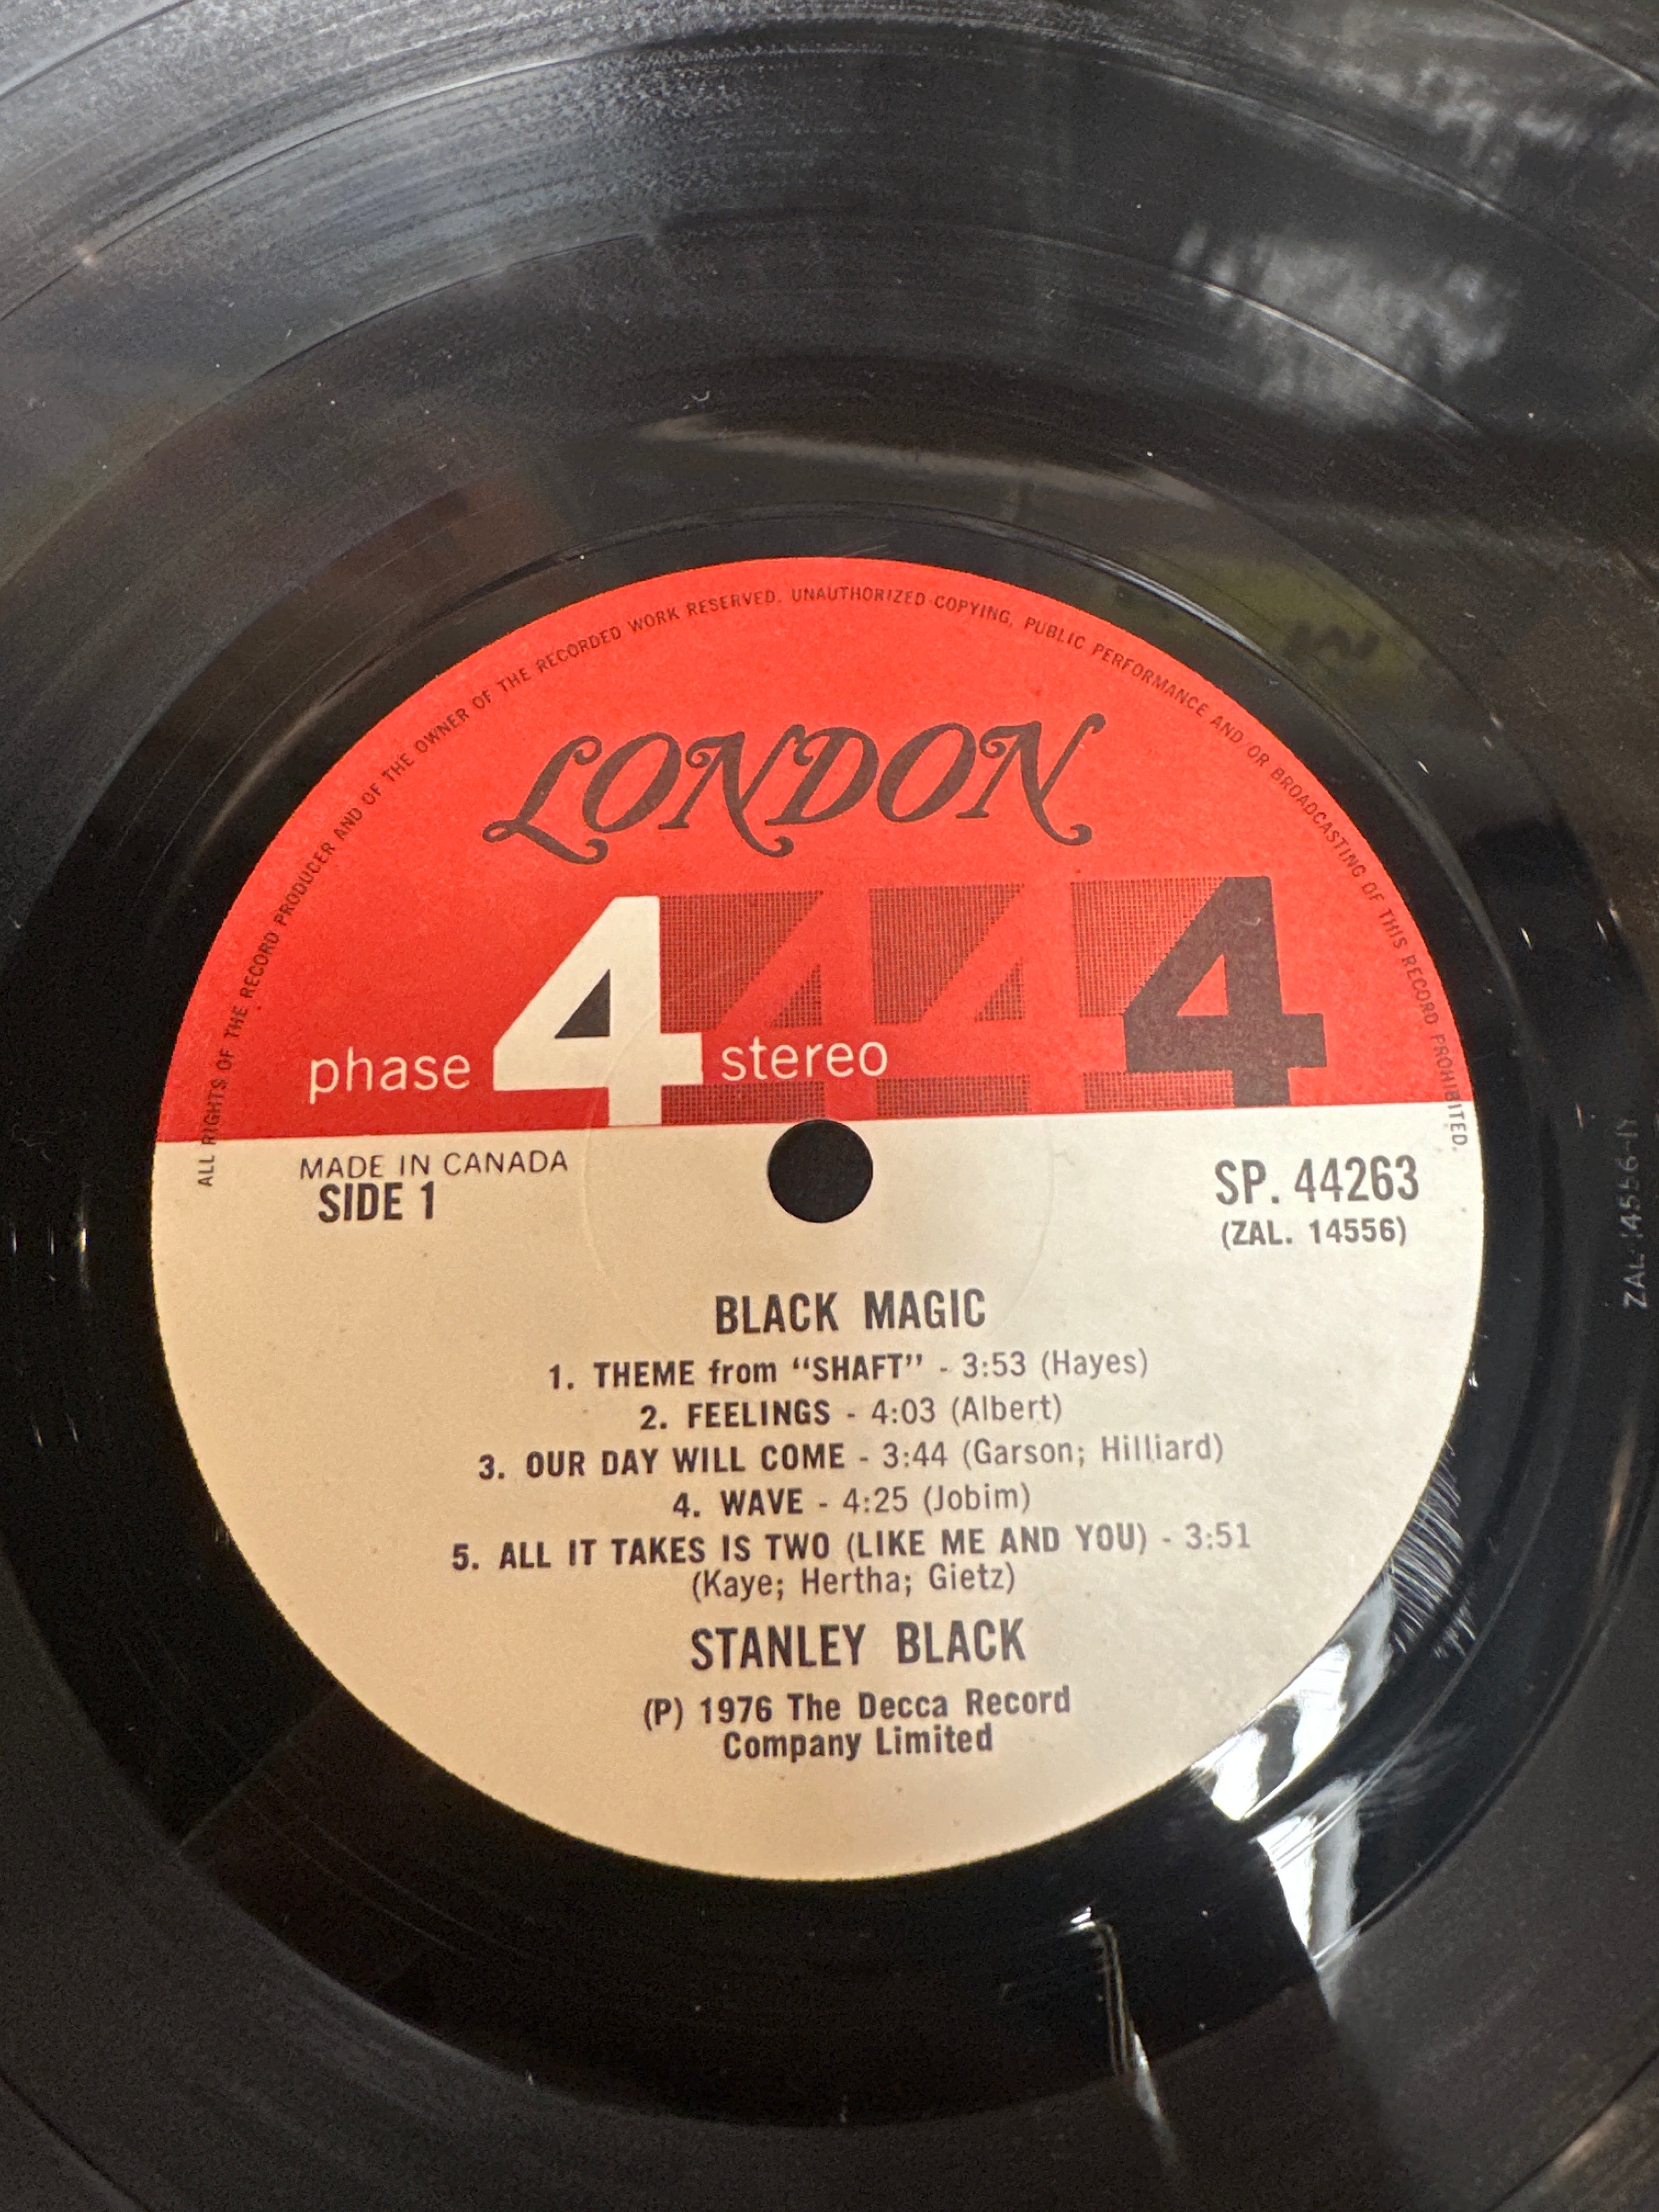 ALL RIGHTS OF THE RECORD PRODUCER AND OF THE OWNER OF THE RECORDED WORK RESERVED. UNAUTHORIZED COPYING, PUBLIC PERFORMANCE AND OR BROADCASTING OF THIS RECORD PROHIBITED.
LONDON
phase 4 stereo 4 4 4
MADE IN CANADA
SIDE 1
SP. 44263
(ZAL. 14556)
BLACK MAGIC
1. THEME from “SHAFT” - 3:53 (Hayes)
2. FEELINGS - 4:03 (Albert)
3. OUR DAY WILL COME - 3:44 (Garson; Hilliard)
4. WAVE - 4:25 (Jobim)
5. ALL IT TAKES IS TWO (LIKE ME AND YOU) - 3:51
(Kaye; Hertha; Gietz)
STANLEY BLACK
(P) 1976 The Decca Record
Company Limited